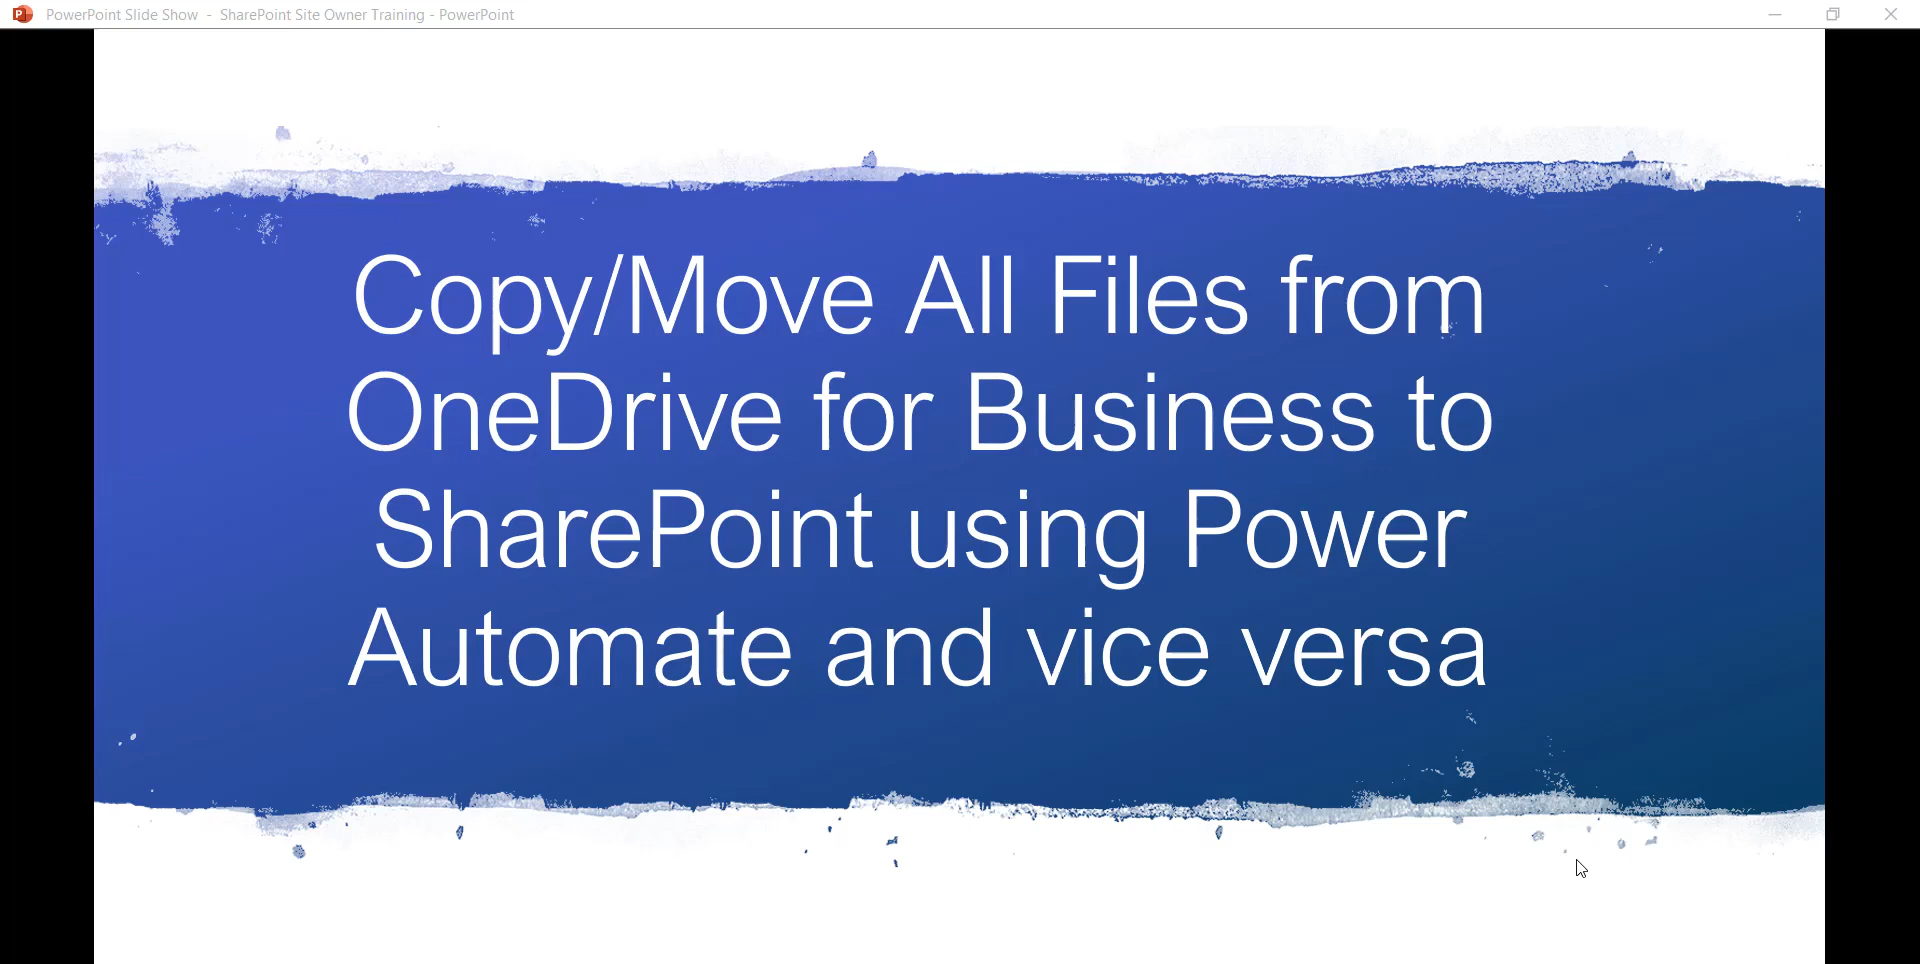 PowerPoint Slide Show - SharePoint Site Owner Training - PowerPoint
Copy/Move All Files from
OneDrive for Business to
SharePoint using Power
Automate and vice versa